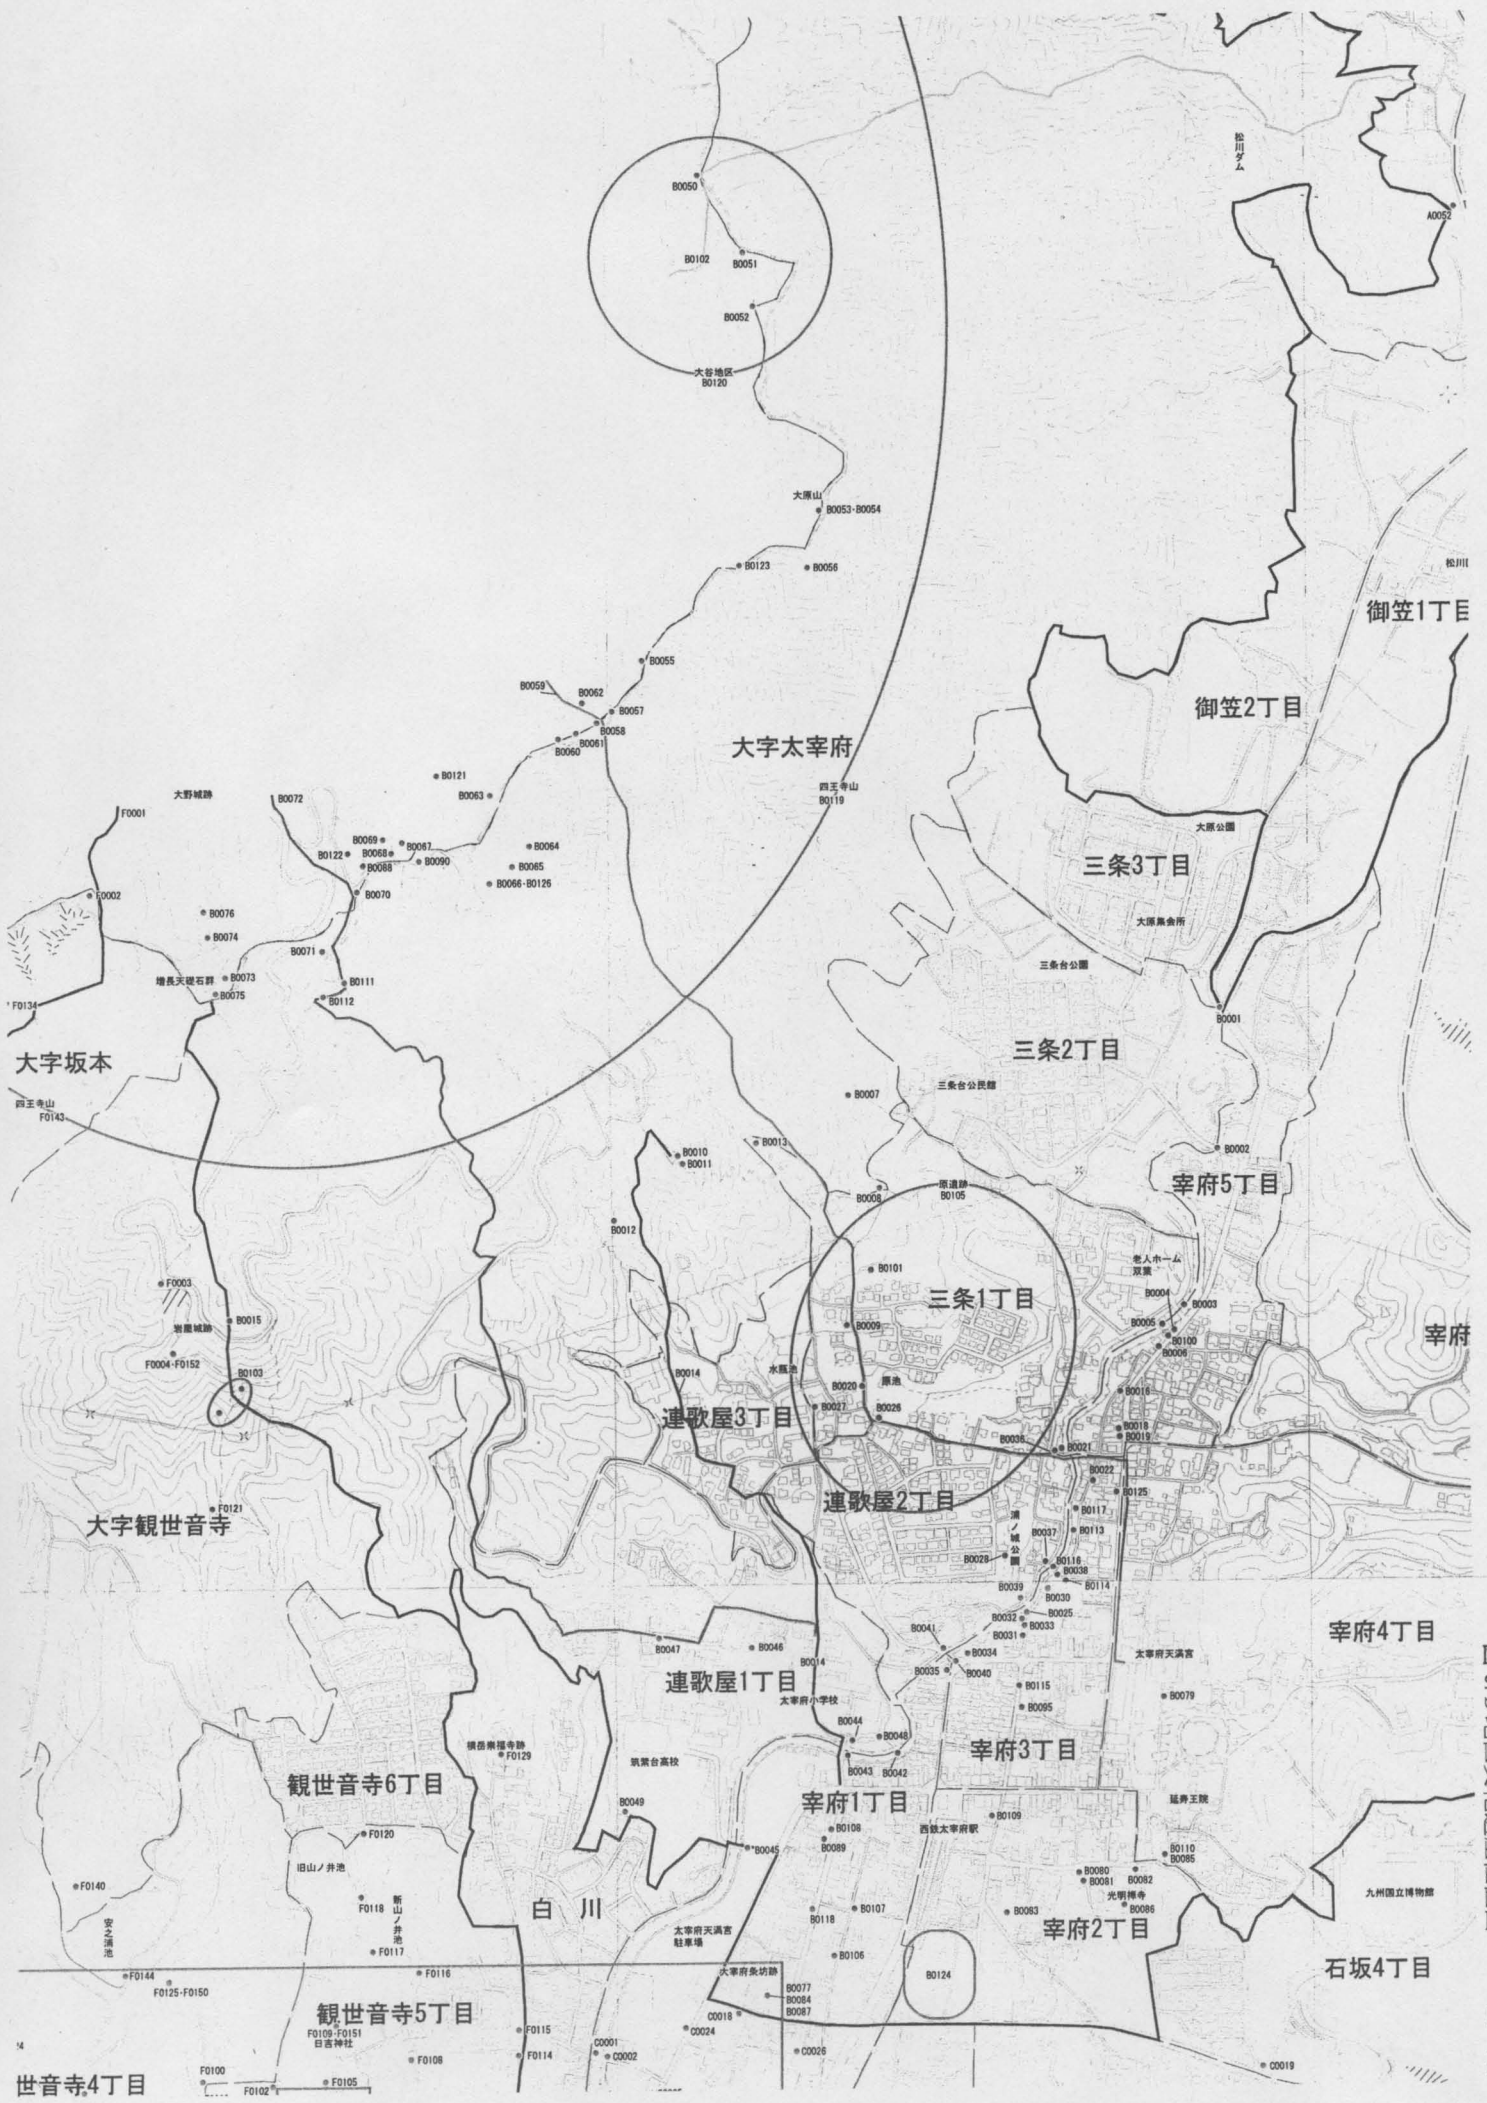 松川ダム
B0050
A0052
B0102
B0051
B0052
大谷地区
B0120
大原山
B0053・B0054
B0123
B0056
御笠1丁目
B0055
B0059
B0062
B0057
B0058
B0061
B0060
御笠2丁目
大字太宰府
B0121
B0063
四王寺山
B0119
大野城跡
B0072
F0001
大原公園
B0069
B0067
B0068
B0122
B0088
B0090
B0064
B0065
B0066・B0126
三条3丁目
B0070
F0002
B0076
B0074
B0071
大原集会所
三条台公園
増長天礎石群
B0073
B0075
B0111
B0112
F0134
B0001
大字坂本
三条2丁目
四王寺山
F0143
B0007
三条台公民館
B0013
B0010
B0011
B0002
宰府5丁目
B0008
原遺跡
B0105
B0012
老人ホーム
双葉
B0101
F0003
三条1丁目
B0004
B0003
B0015
岩屋城跡
B0009
B0005
B0100
B0006
宰府
F0004・F0152
水瓶池
B0103
B0014
B0020
原池
B0016
B0027
B0026
連歌屋3丁目
B0018
B0019
B0036
B0021
B0022
B0125
連歌屋2丁目
F0121
大字観世音寺
浦ノ城公園
B0117
B0113
B0037
B0028
B0116
B0038
B0114
B0039
B0030
B0025
B0032
B0033
B0031
宰府4丁目
B0047
B0046
B0041
B0034
B0014
B0035
B0040
太宰府天満宮
連歌屋1丁目
太宰府小学校
B0115
B0079
B0095
B0044
B0048
横岳崇福寺跡
F0129
筑紫台高校
B0043
B0042
宰府3丁目
観世音寺6丁目
宰府1丁目
延寿王院
B0049
B0109
西鉄太宰府駅
B0108
B0089
F0120
B0045
B0110
B0085
旧山ノ井池
B0080
B0081
B0082
F0140
F0118
新山ノ井池
白川
光明禅寺
B0086
九州国立博物館
B0118
B0107
B0083
宰府2丁目
安之浦池
太宰府天満宮
駐車場
F0117
B0106
F0144
F0125・F0150
F0116
大宰府条坊跡
B0124
石坂4丁目
B0077
B0084
B0087
観世音寺5丁目
C0018
C0024
F0109・F0151
日吉神社
F0115
F0108
F0114
C0001
C0002
C0026
C0019
F0100
世音寺4丁目
F0102
F0105